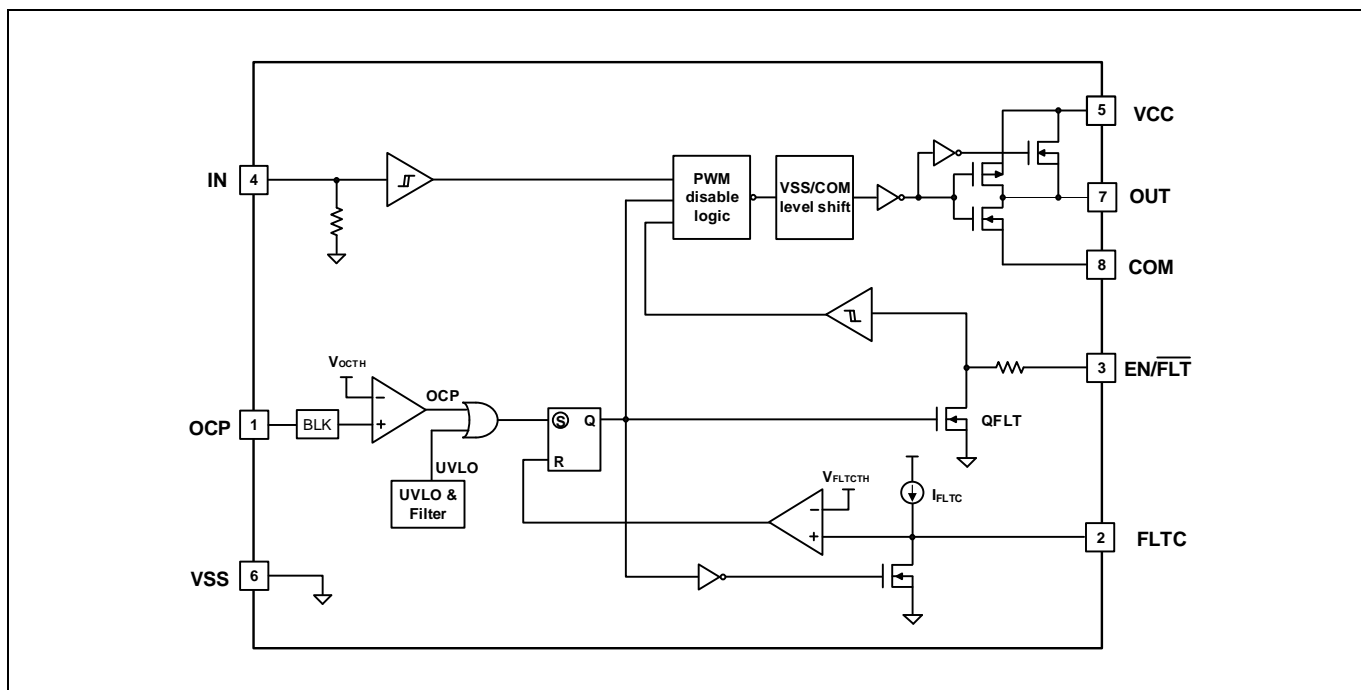 5
VCC
IN
4
PWM
disable
logic
VSS/COM
level shift
7
OUT
8
COM
VOCTH
3
EN/FLT
OCP
1
BLK
−
+
OCP
S
Q
R
QFLT
UVLO
UVLO &
Filter
VFLTCTH
IFLTC
−
+
2
FLTC
VSS
6